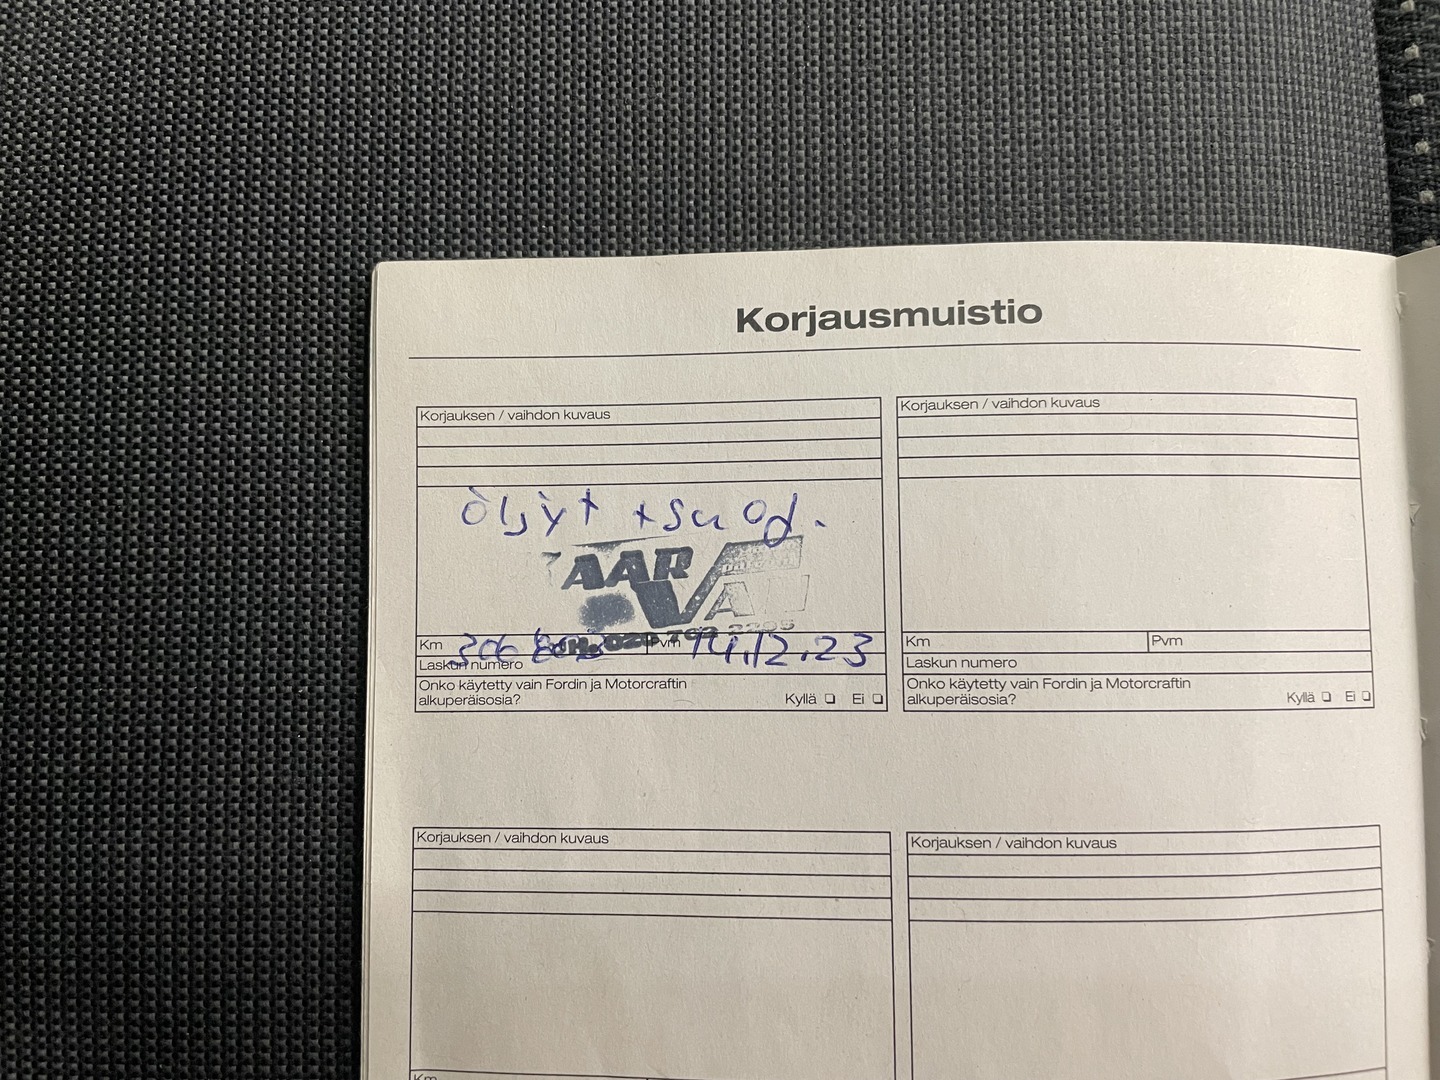 Korjausmuistio
Korjauksen / vaihdon kuvaus
öljyt + suod.
AAR
VA
Km
Pvm 14.12.23
Laskun numero
Onko käytetty vain Fordin ja Motorcraftin
alkuperäisosia? Kyllä Ei
Korjauksen / vaihdon kuvaus
Km Pvm
Laskun numero
Onko käytetty vain Fordin ja Motorcraftin
alkuperäisosia? Kyllä Ei
Korjauksen / vaihdon kuvaus
Km
Korjauksen / vaihdon kuvaus